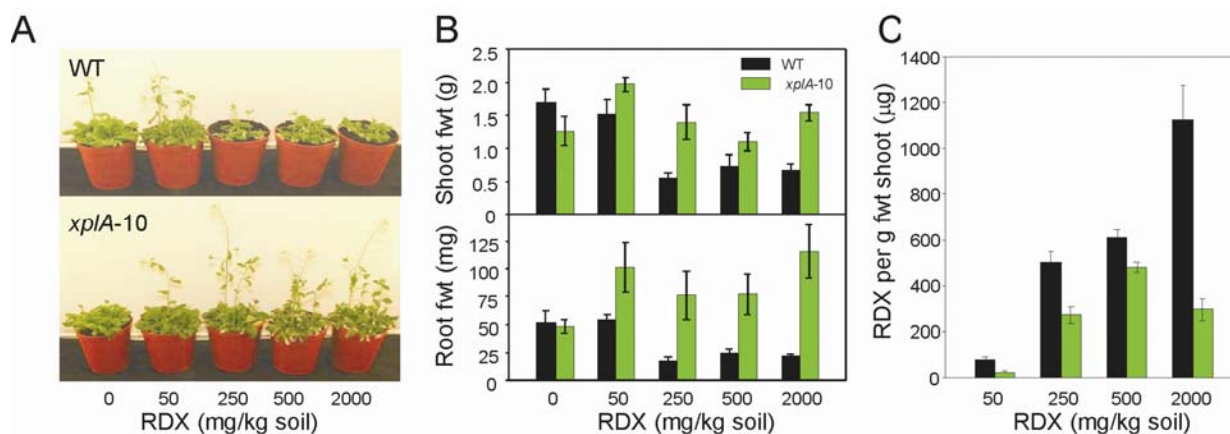 A
WT
xplA-10
0 50 250 500 2000
RDX (mg/kg soil)
B
Shoot fwt (g)
2.5
2.0
1.5
1.0
0.5
0
WT
xplA-10
Root fwt (mg)
125
100
75
50
25
0
0 50 250 500 2000
RDX (mg/kg soil)
C
RDX per g fwt shoot (μg)
1400
1200
1000
800
600
400
200
0
50 250 500 2000
RDX (mg/kg soil)